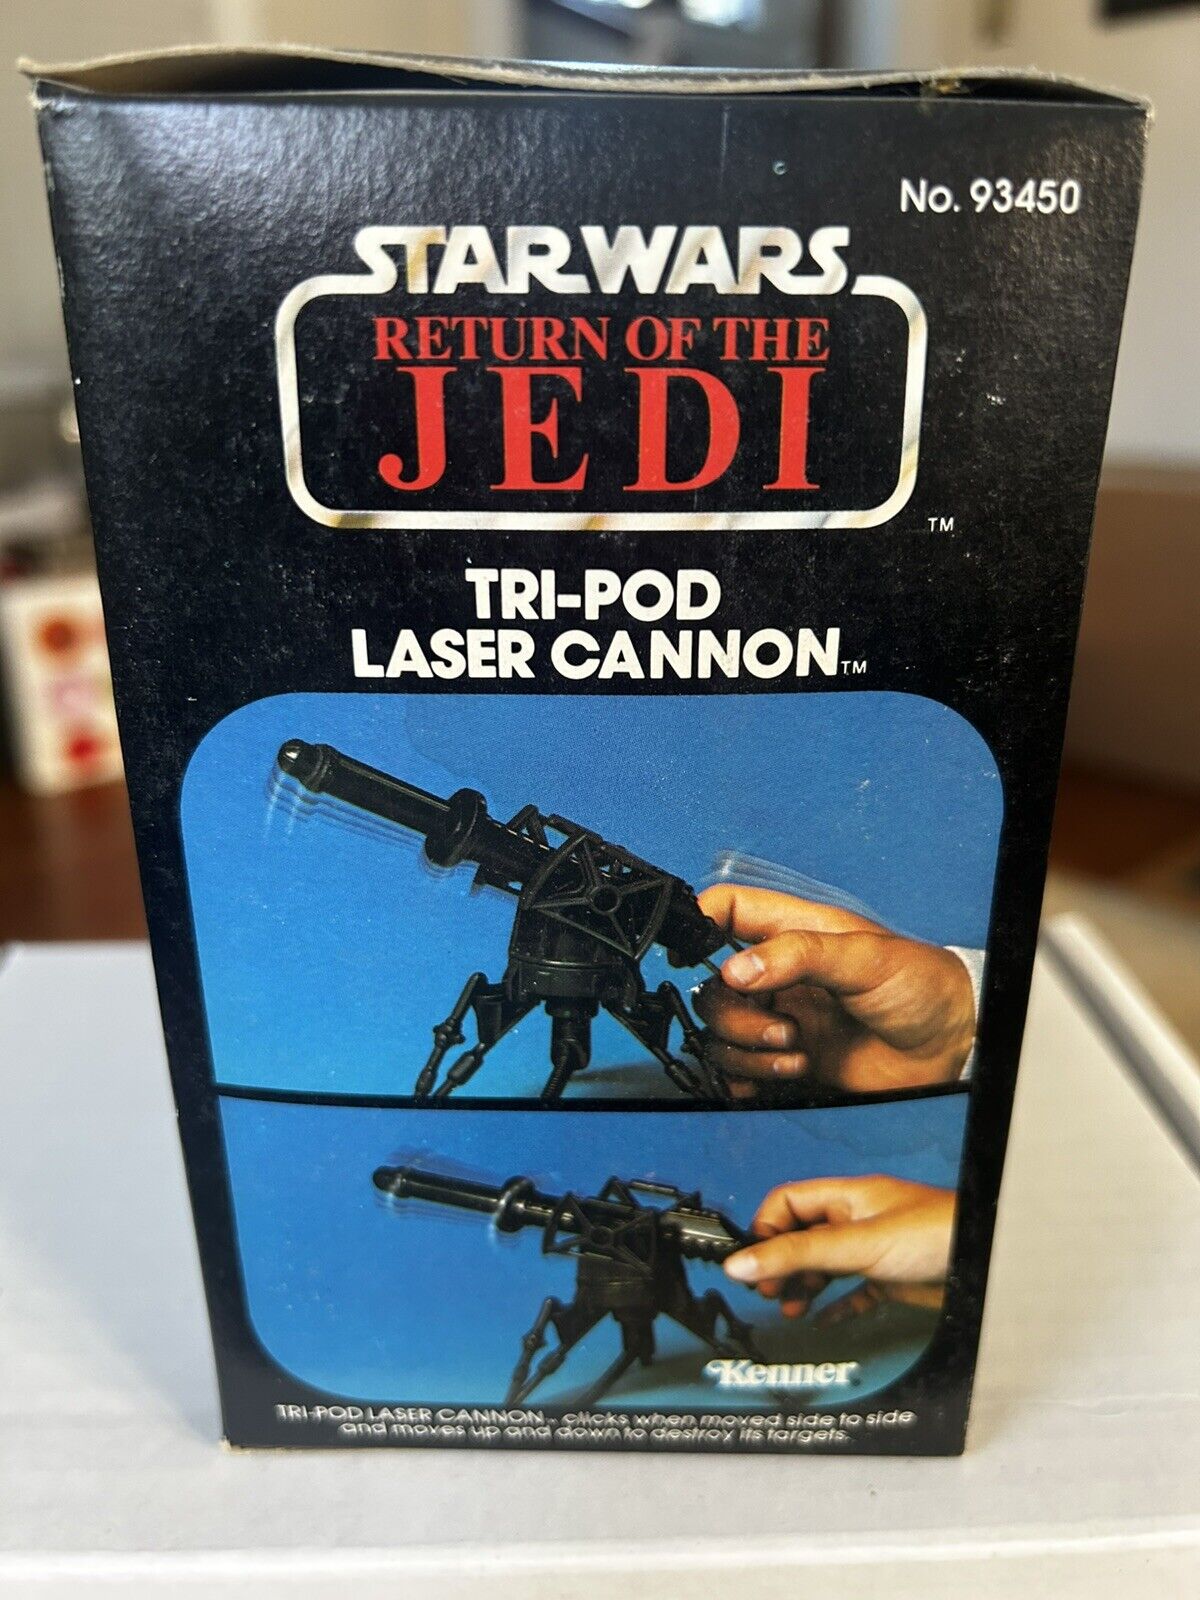 No. 93450
STAR WARS
RETURN OF THE
JEDI
TM
TRI-POD
LASER CANNON TM
Kenner
TRI-POD LASER CANNON™ clicks when moved side to side
and moves up and down to destroy its targets.